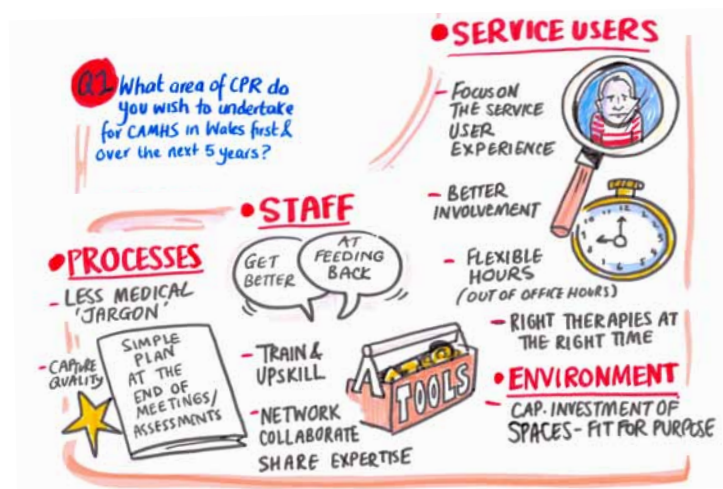 Q1 What area of CPR do
you wish to undertake
for CAMHS in Wales first &
over the next 5 years?
• PROCESSES
- LESS MEDICAL
'JARGON'
- CAPTURE
QUALITY
SIMPLE
PLAN
AT THE
END OF
MEETINGS/
ASSESSMENTS
• STAFF
GET
BETTER
AT
FEEDING
BACK
- TRAIN &
UPSKILL
- NETWORK
COLLABORATE
SHARE EXPERTISE
TOOLS
• SERVICE USERS
- FOCUS ON
THE SERVICE
USER
EXPERIENCE
- BETTER
INVOLVEMENT
- FLEXIBLE
HOURS
(OUT OF OFFICE HOURS)
- RIGHT THERAPIES AT
THE RIGHT TIME
• ENVIRONMENT
- CAP. INVESTMENT OF
SPACES - FIT FOR PURPOSE